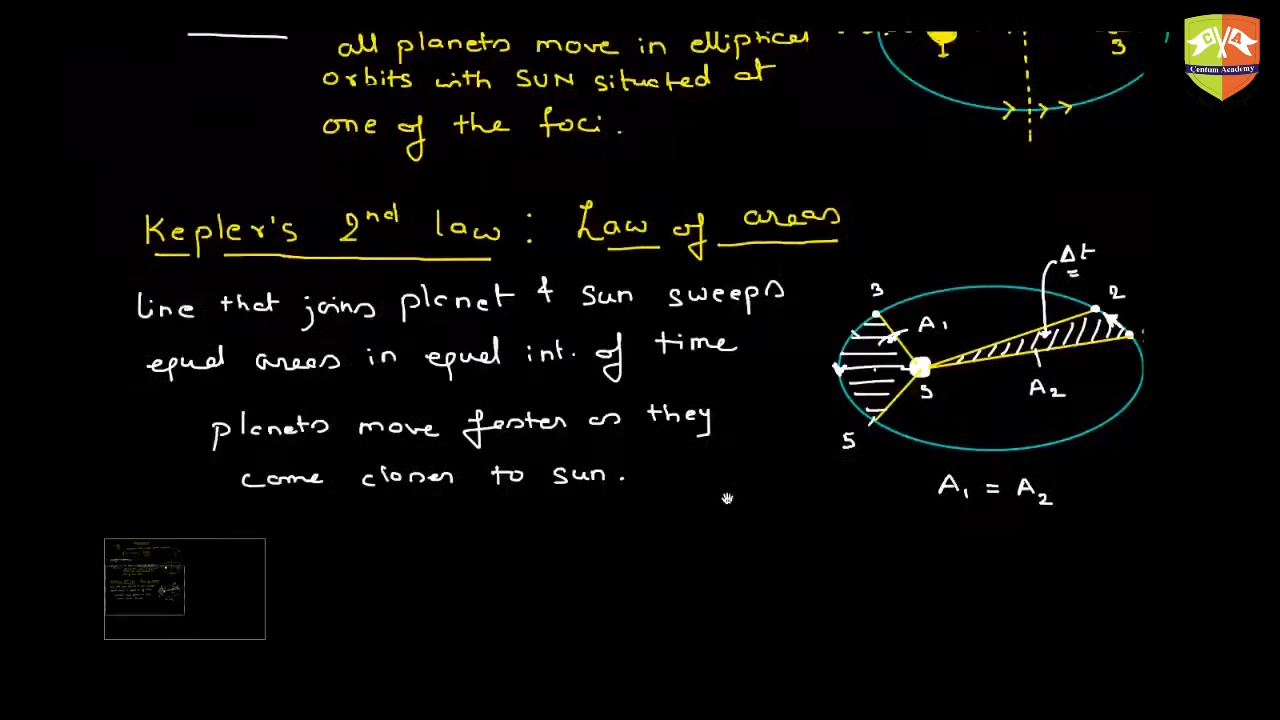 all planets move in elliptical
orbits with SUN situated at
one of the foci.
1
3
C A
Centum Academy
Kepler's 2nd law : Law of areas
line that joins planet & sun sweeps
equal areas in equal int. of time
planets move faster as they
come closer to sun.
Δt
3
2
A1
S
A2
5
A1 = A2